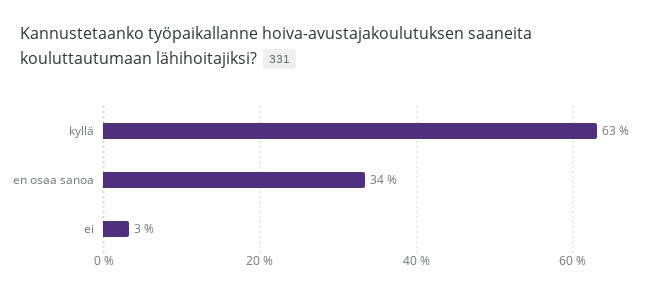 Kannustetaanko työpaikallanne hoiva-avustajakoulutuksen saaneita
kouluttautumaan lähihoitajiksi? 331
kyllä 63 %
en osaa sanoa 34 %
ei 3 %
0 % 20 % 40 % 60 %